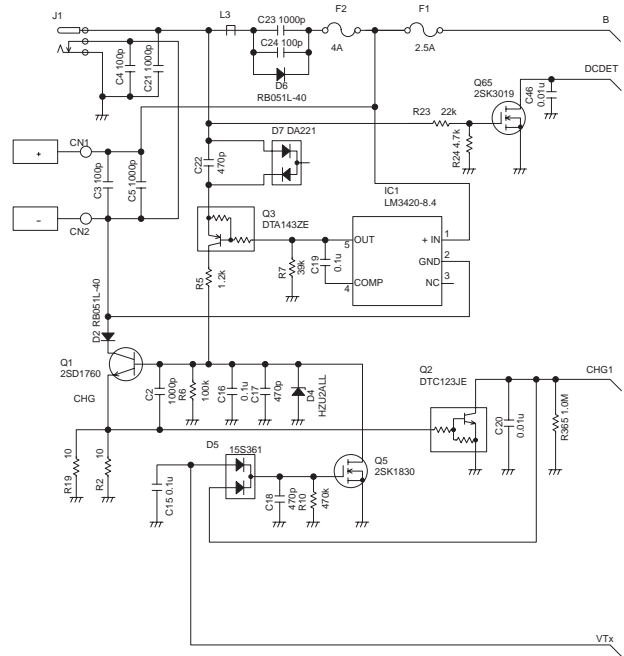 J1
L3
C23 1000p
C24 100p
D6
RB051L-40
F2
4A
F1
2.5A
B
C4 100p
C21 1000p
DCDET
Q65
2SK3019
C46
0.01u
R23 22k
R24 4.7k
D7 DA221
+
CN1
C22
470p
C3 100p
C5 1000p
IC1
LM3420-8.4
−
CN2
Q3
DTA143ZE
OUT
+ IN
5
1
GND
2
COMP
4
NC
3
R7
39k
C19
0.1u
R5
1.2k
D2 RB051L-40
Q1
2SD1760
CHG
C2
1000p
R6
100k
C16
0.1u
C17
470p
D4
HZU2ALL
Q2
DTC123JE
CHG1
C20
0.01u
R365 1.0M
R19 10
R2 10
D5
15S361
C15 0.1u
C18
470p
R10
470k
Q5
2SK1830
VTx